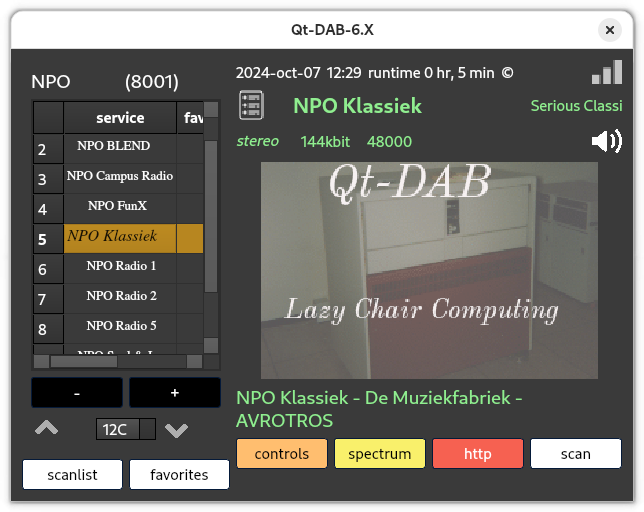 Qt-DAB-6.X
NPO (8001)
2024-oct-07 12:29 runtime 0 hr, 5 min ©
NPO Klassiek
Serious Classi
stereo 144kbit 48000
service fav
2 NPO BLEND
3 NPO Campus Radio
4 NPO FunX
5 NPO Klassiek
6 NPO Radio 1
7 NPO Radio 2
8 NPO Radio 5
Qt-DAB
Lazy Chair Computing
NPO Klassiek - De Muziekfabriek -
AVROTROS
- +
12C
scanlist favorites
controls spectrum http scan